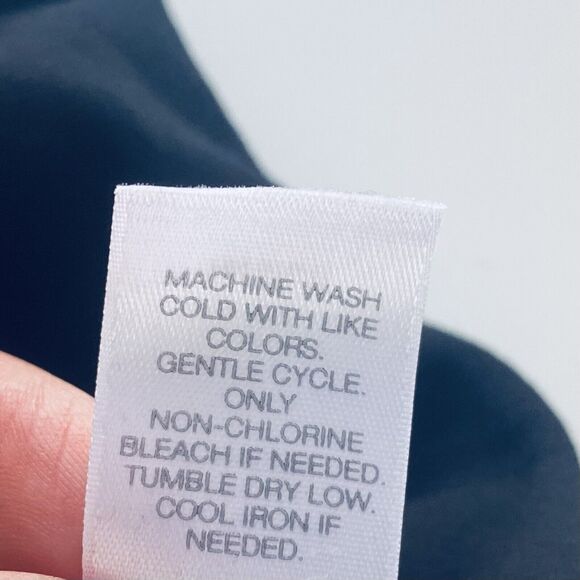 MACHINE WASH
COLD WITH LIKE
COLORS.
GENTLE CYCLE.
ONLY
NON-CHLORINE
BLEACH IF NEEDED.
TUMBLE DRY LOW.
COOL IRON IF
NEEDED.